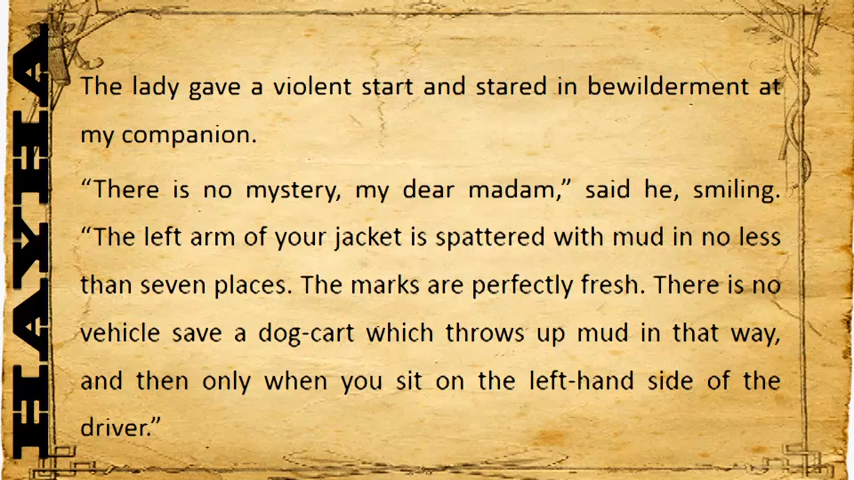 HAYHA
The lady gave a violent start and stared in bewilderment at
my companion.
“There is no mystery, my dear madam,” said he, smiling.
“The left arm of your jacket is spattered with mud in no less
than seven places. The marks are perfectly fresh. There is no
vehicle save a dog-cart which throws up mud in that way,
and then only when you sit on the left-hand side of the
driver.”